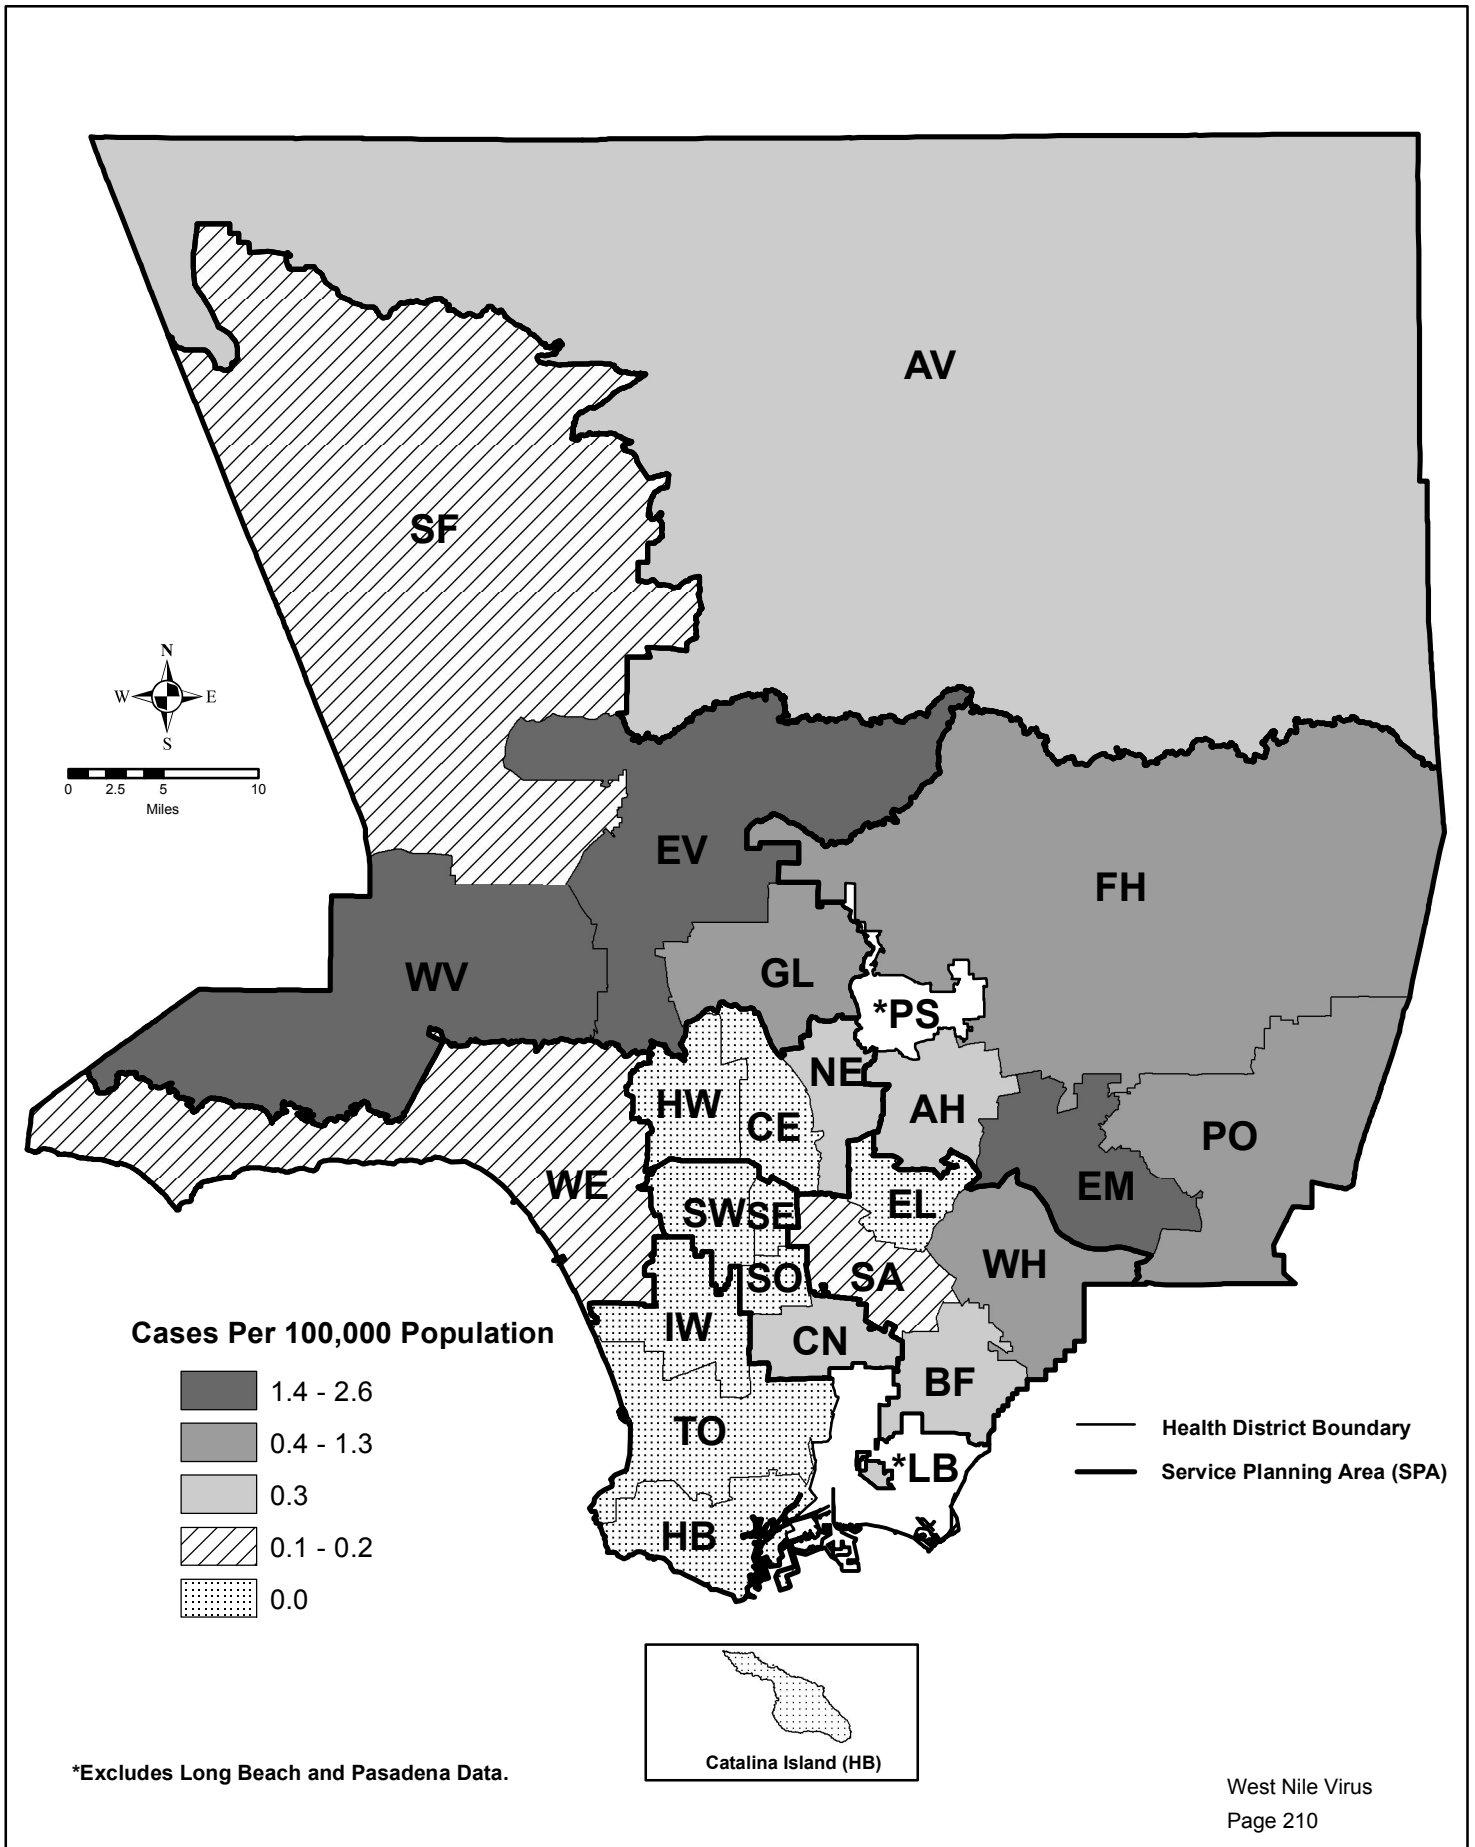 AV
SF
N
W E
S
0 2.5 5 10
Miles
EV
FH
WV
GL
*PS
NE
HW
AH
CE
PO
WE
EM
SW
SE
EL
WH
SO
SA
IW
CN
BF
TO
*LB
HB
Cases Per 100,000 Population
1.4 - 2.6
0.4 - 1.3
0.3
0.1 - 0.2
0.0
Health District Boundary
Service Planning Area (SPA)
Catalina Island (HB)
*Excludes Long Beach and Pasadena Data.
West Nile Virus
Page 210